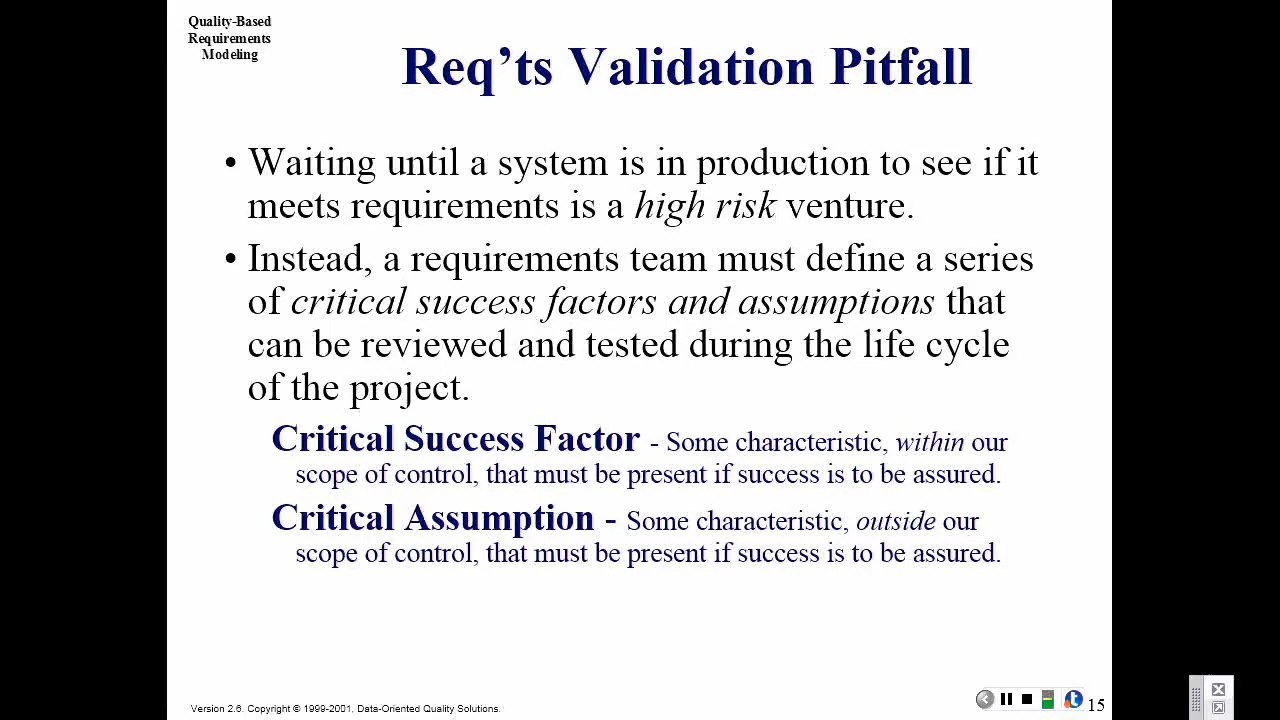 Quality-Based
Requirements
Modeling
Req’ts Validation Pitfall
• Waiting until a system is in production to see if it
meets requirements is a high risk venture.
• Instead, a requirements team must define a series
of critical success factors and assumptions that
can be reviewed and tested during the life cycle
of the project.
Critical Success Factor - Some characteristic, within our
scope of control, that must be present if success is to be assured.
Critical Assumption - Some characteristic, outside our
scope of control, that must be present if success is to be assured.
Version 2.6. Copyright © 1999-2001, Data-Oriented Quality Solutions.
t
15